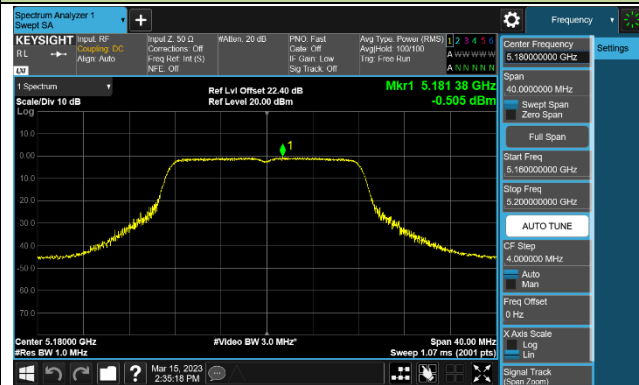 Spectrum Analyzer 1
Swept SA
+
Frequency
KEYSIGHT
RL
LXI
Input: RF
Coupling: DC
Align: Auto
Input Z: 50 Ω
Corrections: Off
Freq Ref: Int (S)
NFE: Off
#Atten: 20 dB
PNO: Fast
Gate: Off
IF Gain: Low
Sig Track: Off
Avg Type: Power (RMS)
Avg|Hold: 100/100
Trig: Free Run
1 2 3 4 5 6
A W W W W W
A N N N N N
1 Spectrum
Scale/Div 10 dB
Log
Ref Lvl Offset 22.40 dB
Ref Level 20.00 dBm
Mkr1 5.181 38 GHz
-0.505 dBm
10.0
0.00
-10.0
-20.0
-30.0
-40.0
-50.0
-60.0
-70.0
1
Center 5.18000 GHz
#Res BW 1.0 MHz
#Video BW 3.0 MHz*
Span 40.00 MHz
Sweep 1.07 ms (2001 pts)
Center Frequency
5.18000000 GHz
Span
40.0000000 MHz
Swept Span
Zero Span
Full Span
Start Freq
5.16000000 GHz
Stop Freq
5.20000000 GHz
AUTO TUNE
CF Step
4.000000 MHz
Auto
Man
Freq Offset
0 Hz
X Axis Scale
Log
Lin
Signal Track
(Span Zoom)
Settings
?
Mar 15, 2023
2:35:18 PM